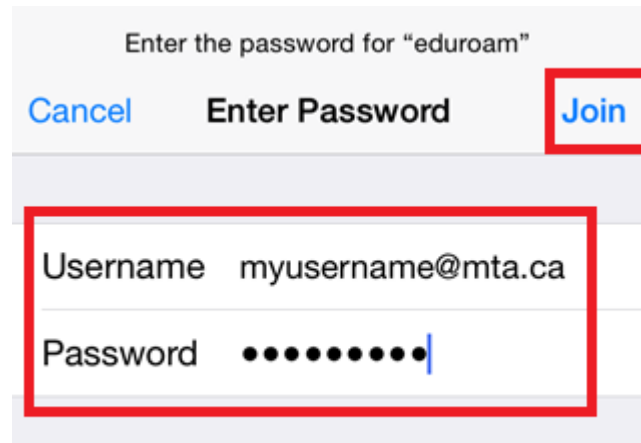 Enter the password for “eduroam”
Cancel Enter Password Join
Username myusername@mta.ca
Password •••••••••